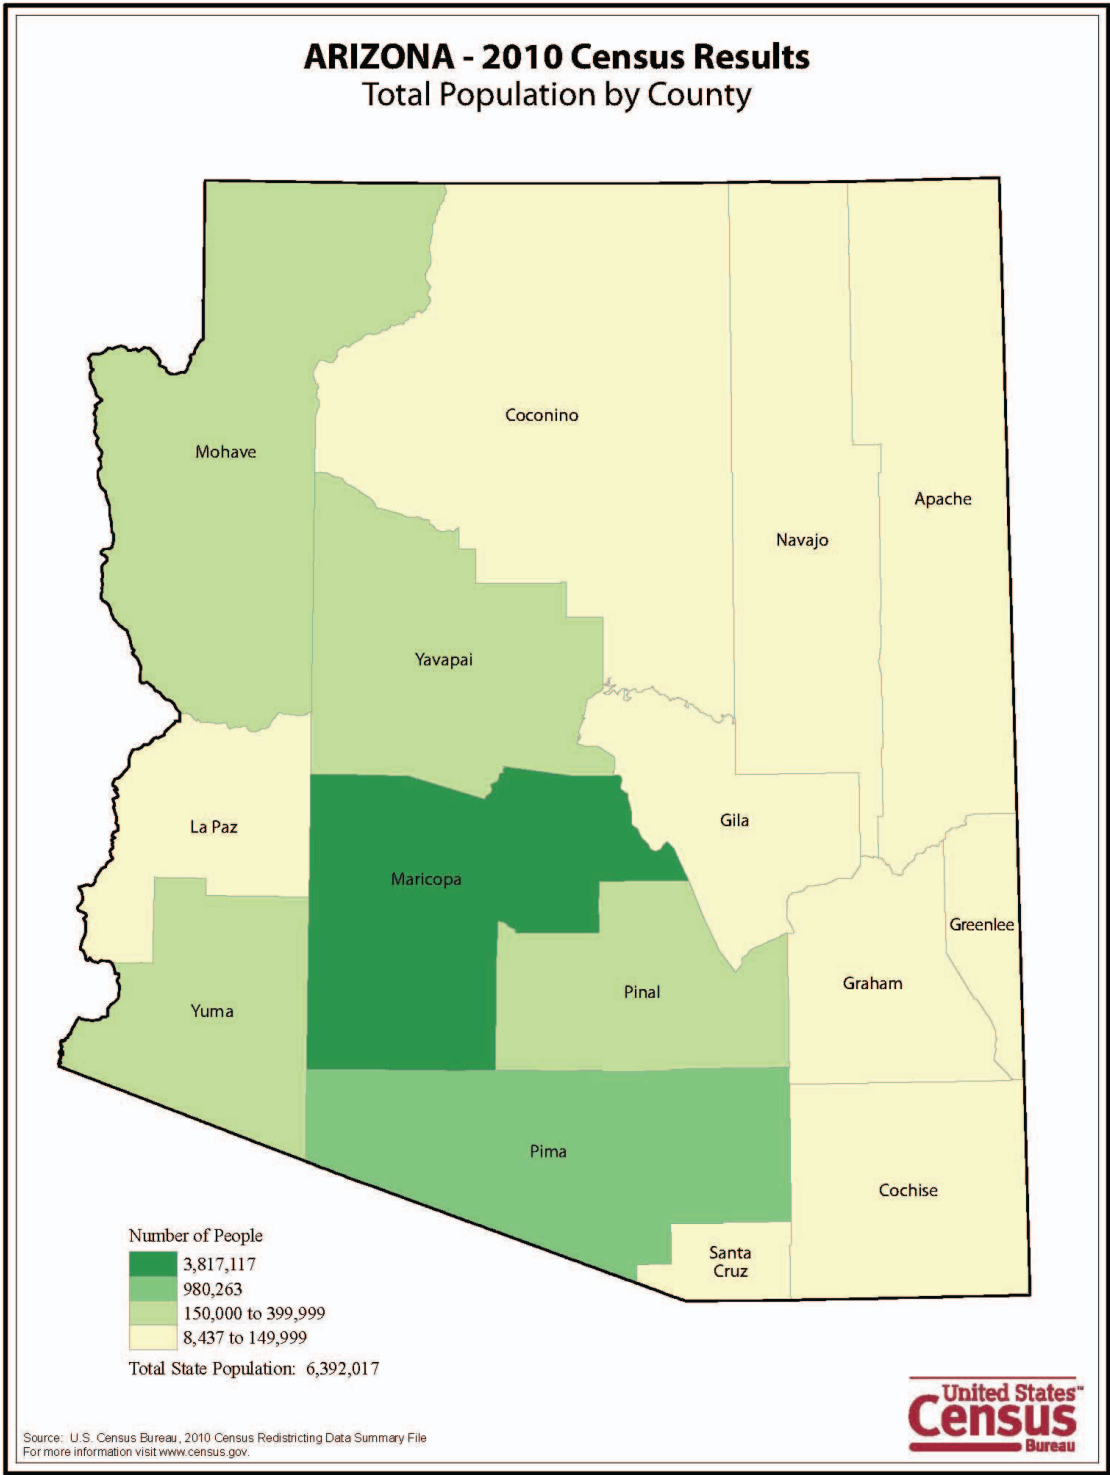 ARIZONA - 2010 Census Results
Total Population by County
Coconino
Mohave
Apache
Navajo
Yavapai
La Paz
Gila
Maricopa
Greenlee
Graham
Pinal
Yuma
Pima
Cochise
Santa
Cruz
Number of People
3,817,117
980,263
150,000 to 399,999
8,437 to 149,999
Total State Population: 6,392,017
United States™
Census
Bureau
Source: U.S. Census Bureau, 2010 Census Redistricting Data Summary File
For more information visit www.census.gov.